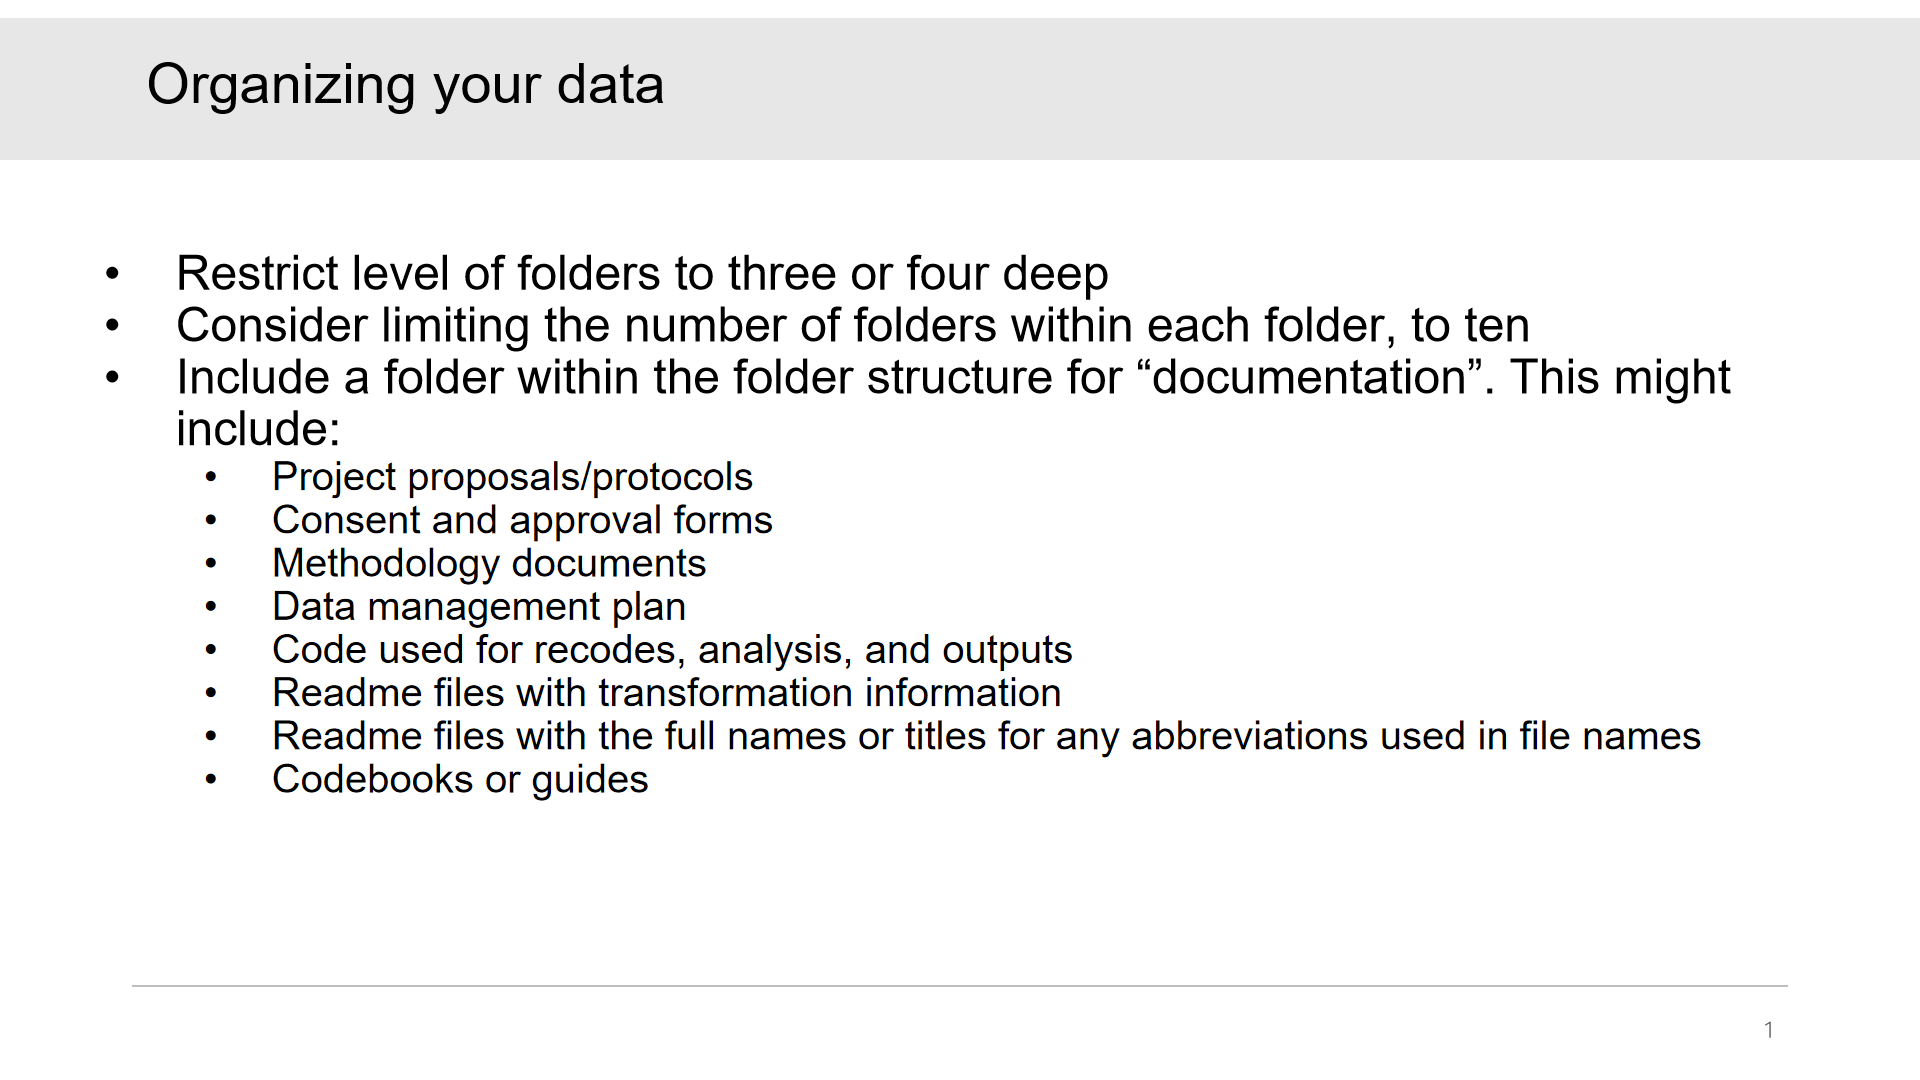 Organizing your data
• Restrict level of folders to three or four deep
• Consider limiting the number of folders within each folder, to ten
• Include a folder within the folder structure for “documentation”. This might
include:
• Project proposals/protocols
• Consent and approval forms
• Methodology documents
• Data management plan
• Code used for recodes, analysis, and outputs
• Readme files with transformation information
• Readme files with the full names or titles for any abbreviations used in file names
• Codebooks or guides
1